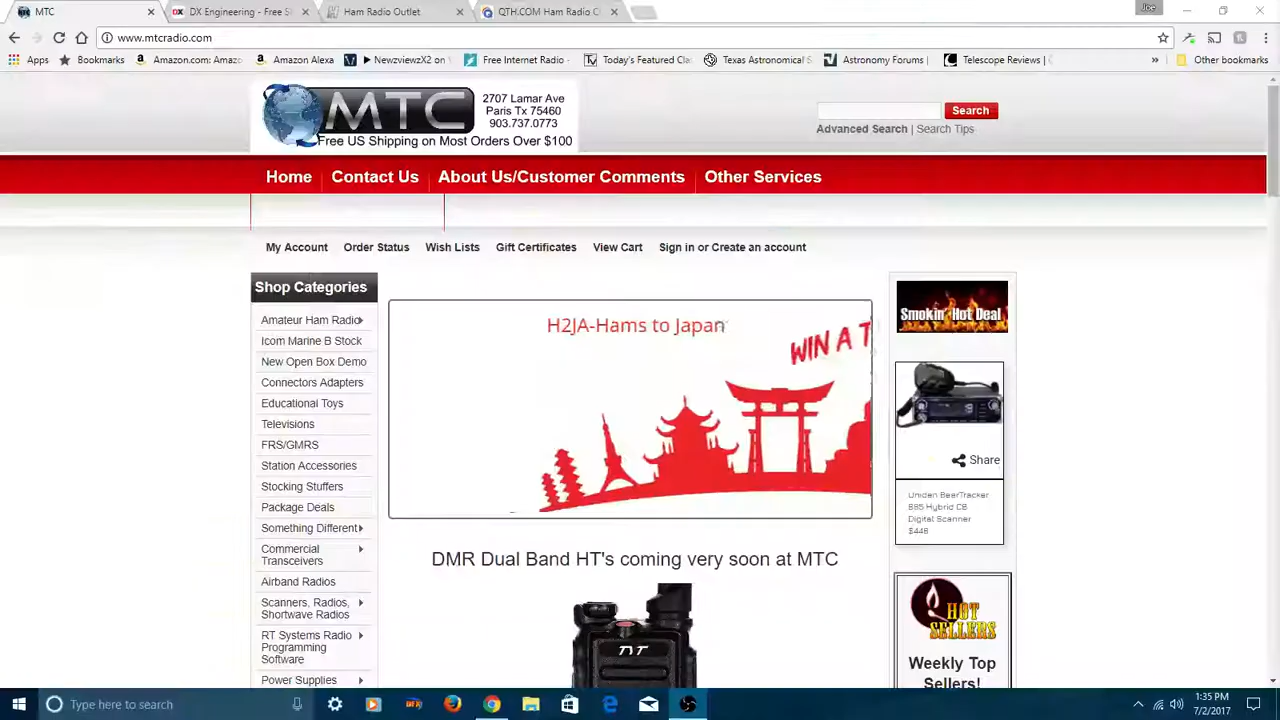 MTC
DX Engineering - Free S
Ham Radio Outlet
QTH.COM Ham Radio C
www.mtcradio.com
Apps
Bookmarks
Amazon.com: Amaz
Amazon Alexa
NewzviewzX2 on
Free Internet Radio -
Today's Featured Cla
Texas Astronomical S
Astronomy Forums
Telescope Reviews |
»
Other bookmarks
MTC
2707 Lamar Ave
Paris Tx 75460
903.737.0773
Free US Shipping on Most Orders Over $100
Search
Advanced Search | Search Tips
Home
Contact Us
About Us/Customer Comments
Other Services
My Account
Order Status
Wish Lists
Gift Certificates
View Cart
Sign in or Create an account
Shop Categories
Amateur Ham Radio
Icom Marine B Stock
New Open Box Demo
Connectors Adapters
Educational Toys
Televisions
FRS/GMRS
Station Accessories
Stocking Stuffers
Package Deals
Something Different
Commercial
Transceivers
Airband Radios
Scanners, Radios,
Shortwave Radios
RT Systems Radio
Programming
Software
Power Supplies
H2JA-Hams to Japan
WIN A T
DMR Dual Band HT's coming very soon at MTC
TYT
Smokin' Hot Deal
Share
Uniden BearTracker
885 Hybrid CB
Digital Scanner
HOT
SELLERS
Weekly Top
Sellers!
Type here to search
1:35 PM
7/2/2017